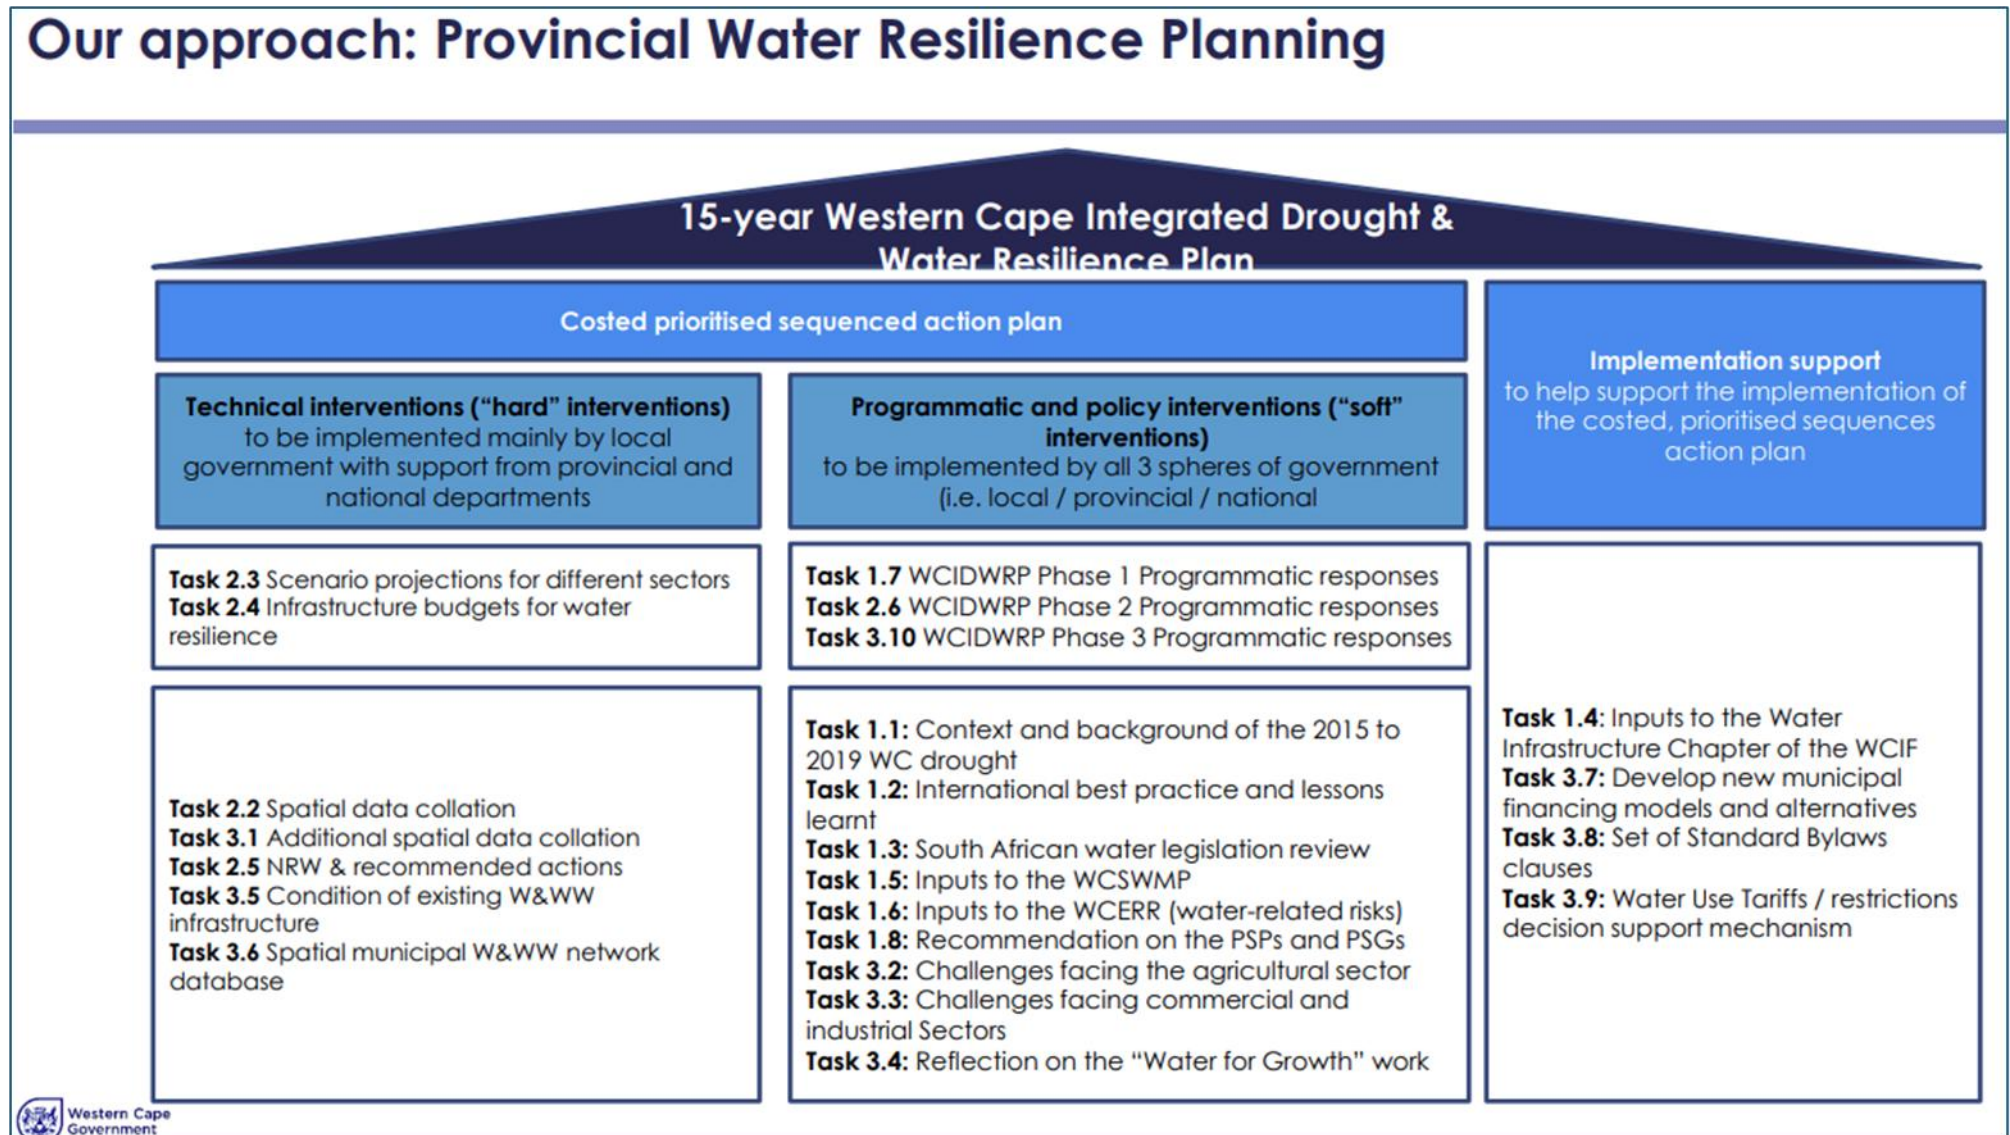 Our approach: Provincial Water Resilience Planning
15-year Western Cape Integrated Drought &
Water Resilience Plan
Costed prioritised sequenced action plan
Technical interventions (“hard” interventions)
to be implemented mainly by local
government with support from provincial and
national departments
Programmatic and policy interventions (“soft”
interventions)
to be implemented by all 3 spheres of government
(i.e. local / provincial / national
Implementation support
to help support the implementation of
the costed, prioritised sequences
action plan
Task 2.3 Scenario projections for different sectors
Task 2.4 Infrastructure budgets for water
resilience
Task 1.7 WCIDWRP Phase 1 Programmatic responses
Task 2.6 WCIDWRP Phase 2 Programmatic responses
Task 3.10 WCIDWRP Phase 3 Programmatic responses
Task 2.2 Spatial data collation
Task 3.1 Additional spatial data collation
Task 2.5 NRW & recommended actions
Task 3.5 Condition of existing W&WW
infrastructure
Task 3.6 Spatial municipal W&WW network
database
Task 1.1: Context and background of the 2015 to
2019 WC drought
Task 1.2: International best practice and lessons
learnt
Task 1.3: South African water legislation review
Task 1.5: Inputs to the WCSWMP
Task 1.6: Inputs to the WCERR (water-related risks)
Task 1.8: Recommendation on the PSPs and PSGs
Task 3.2: Challenges facing the agricultural sector
Task 3.3: Challenges facing commercial and
industrial Sectors
Task 3.4: Reflection on the “Water for Growth” work
Task 1.4: Inputs to the Water
Infrastructure Chapter of the WCIF
Task 3.7: Develop new municipal
financing models and alternatives
Task 3.8: Set of Standard Bylaws
clauses
Task 3.9: Water Use Tariffs / restrictions
decision support mechanism
Western Cape
Government